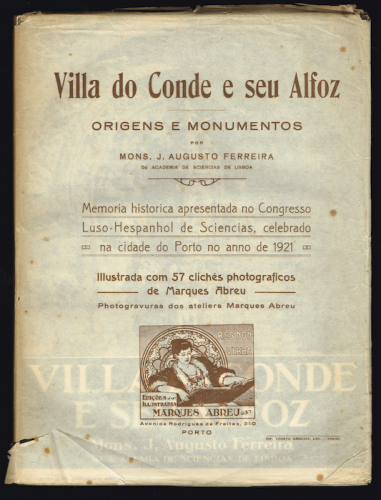 Villa do Conde e seu Alfoz
ORIGENS E MONUMENTOS
POR
MONS. J. AUGUSTO FERREIRA
DA ACADEMIA DE SCIENCIAS DE LISBOA
Memoria historica apresentada no Congresso
Luso-Hespanhol de Sciencias, celebrado
na cidade do Porto no anno de 1921
Illustrada com 57 clichés photograficos
de Marques Abreu
Photogravuras dos ateliers Marques Abreu
EDIÇÕES
ILLUSTRADAS
MARQUES ABREU
Avenida Rodrigues de Freitas, 310
PORTO
VILLA CONDE
E S OZ
Mons. J. Augusto Ferreira